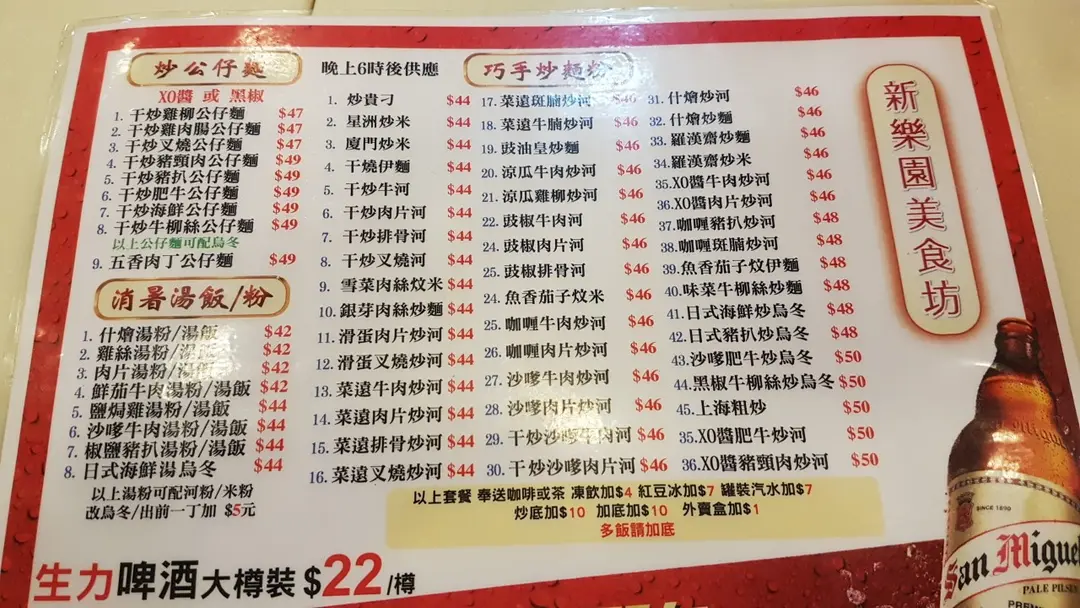 炒公仔麵
XO醬 或 黑椒
1. 干炒雞柳公仔麵 $47
2. 干炒雞肉腸公仔麵 $47
3. 干炒叉燒公仔麵 $47
4. 干炒豬頸肉公仔麵 $49
5. 干炒豬扒公仔麵 $49
6. 干炒肥牛公仔麵 $49
7. 干炒海鮮公仔麵 $49
8. 干炒牛柳絲公仔麵 $49
以上公仔麵可配烏冬
9. 五香肉丁公仔麵 $49
消暑湯飯/粉
1. 什燴湯粉/湯飯 $42
2. 雞絲湯粉/湯飯 $42
3. 肉片湯粉/湯飯 $42
4. 鮮茄牛肉湯粉/湯飯 $42
5. 鹽焗雞湯粉/湯飯 $44
6. 沙嗲牛肉湯粉/湯飯 $44
7. 椒鹽豬扒湯粉/湯飯 $44
8. 日式海鮮湯烏冬 $44
以上湯粉可配河粉/米粉
改烏冬/出前一丁加 $5元
晚上6時後供應
巧手炒麵粉
1. 炒貴刁 $44
2. 星洲炒米 $44
3. 廈門炒米 $44
4. 干燒伊麵 $44
5. 干炒牛河 $44
6. 干炒肉片河 $44
7. 干炒排骨河 $44
8. 干炒叉燒河 $44
9. 雪菜肉絲炆米 $44
10. 銀芽肉絲炒麵 $44
11. 滑蛋肉片炒河 $44
12. 滑蛋叉燒炒河 $44
13. 菜遠牛肉炒河 $44
14. 菜遠肉片炒河 $44
15. 菜遠排骨炒河 $44
16. 菜遠叉燒炒河 $44
17. 菜遠斑腩炒河 $46
18. 菜遠牛腩炒河 $46
19. 豉油皇炒麵 $46
20. 涼瓜牛肉炒河 $46
21. 涼瓜雞柳炒河 $46
22. 豉椒牛肉河 $46
24. 豉椒肉片河 $46
25. 豉椒排骨河 $46
24. 魚香茄子炆米 $46
25. 咖喱牛肉炒河 $46
26. 咖喱肉片炒河 $46
27. 沙嗲牛肉炒河 $46
28. 沙嗲肉片炒河 $46
29. 干炒沙嗲牛肉河 $46
30. 干炒沙嗲肉片河 $46
31. 什燴炒河 $46
32. 什燴炒麵 $46
33. 羅漢齋炒麵 $46
34. 羅漢齋炒米 $46
35. XO醬牛肉炒河 $46
36. XO醬肉片炒河 $46
37. 咖喱豬扒炒河 $48
38. 咖喱斑腩炒河 $48
39. 魚香茄子炆伊麵 $48
40. 味菜牛柳絲炒麵 $48
41. 日式海鮮炒烏冬 $48
42. 日式豬扒炒烏冬 $48
43. 沙嗲肥牛炒烏冬 $50
44. 黑椒牛柳絲炒烏冬 $50
45. 上海粗炒 $50
35. XO醬肥牛炒河 $50
36. XO醬豬頸肉炒河 $50
以上套餐 奉送咖啡或茶 凍飲加$4 紅豆冰加$7 罐裝汽水加$7
炒底加$10 加底加$10 外賣盒加$1
多飯請加底
新樂園美食坊
生力啤酒大樽裝 $22/樽
SINCE 1890
San Miguel
PALE PILSEN